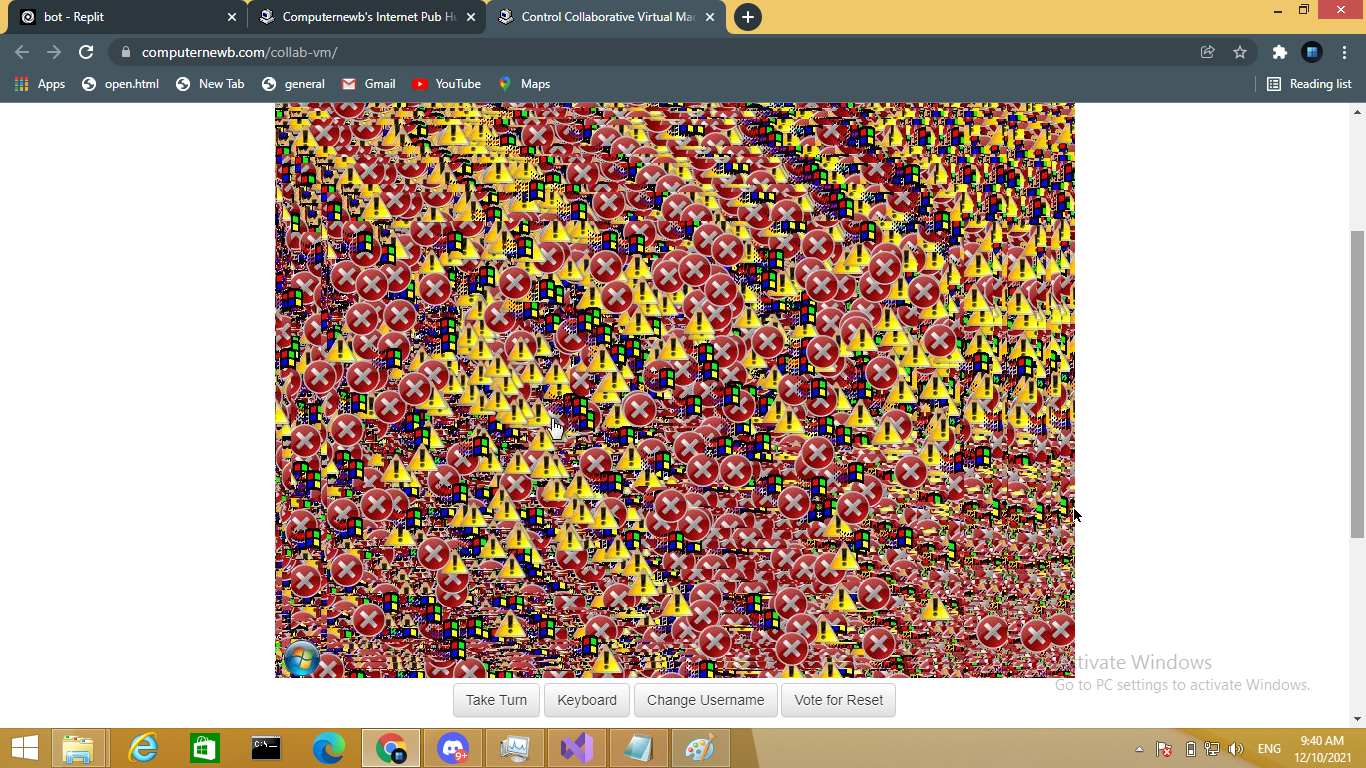 bot - Replit
Computernewb's Internet Pub Hu
Control Collaborative Virtual Mac
computernewb.com/collab-vm/
Apps
open.html
New Tab
general
Gmail
YouTube
Maps
Reading list
tivate Windows
Go to PC settings to activate Windows.
Take Turn
Keyboard
Change Username
Vote for Reset
C:\_
9+
ENG
9:40 AM
12/10/2021